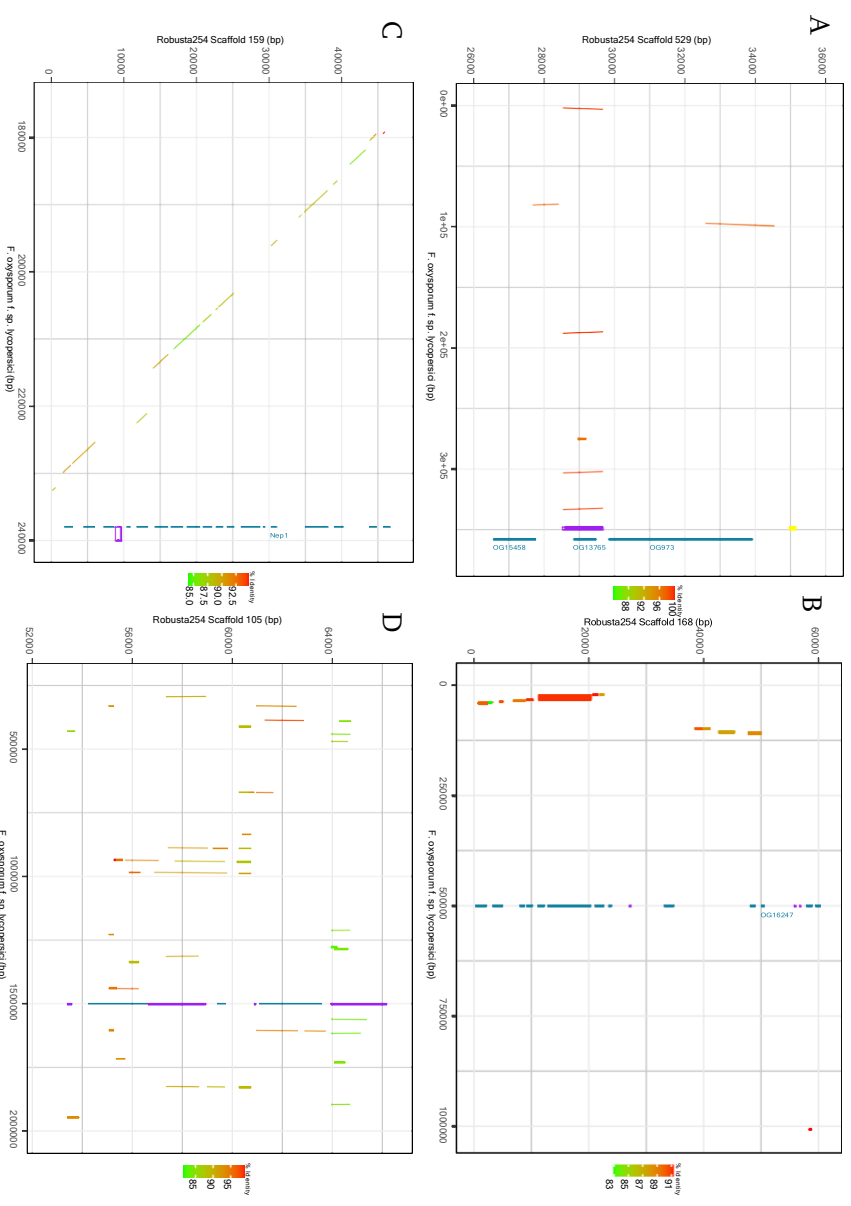 A
Robusta254 Scaffold 529 (bp)
36000
34000
32000
30000
28000
26000
OG973
OG13765
OG15458
0e+00 1e+05 2e+05 3e+05
F. oxysporum f. sp. lycopersici (bp)
% Identity
100
96
92
88
B
Robusta254 Scaffold 168 (bp)
60000
40000
20000
0
OG16247
0 250000 500000 750000 1000000
F. oxysporum f. sp. lycopersici (bp)
% Identity
91
89
87
85
83
C
Robusta254 Scaffold 159 (bp)
40000
30000
20000
10000
0
Nep1
180000 200000 220000 240000
F. oxysporum f. sp. lycopersici (bp)
% Identity
92.5
90.0
87.5
85.0
D
Robusta254 Scaffold 105 (bp)
64000
60000
56000
52000
500000 1000000 1500000 2000000
F. oxysporum f. sp. lycopersici (bp)
% Identity
95
90
85